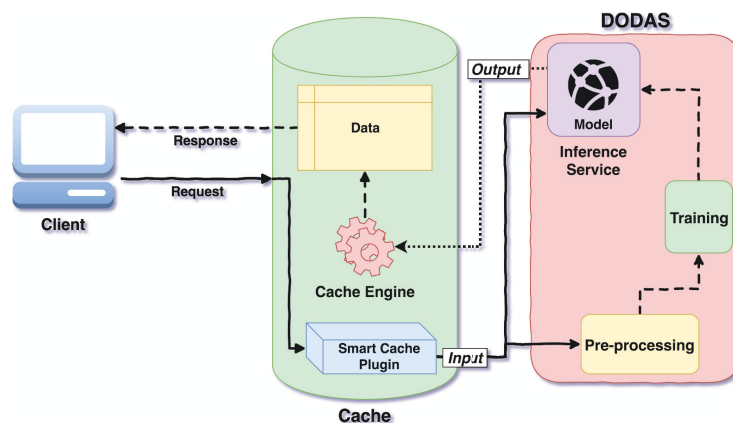 DODAS
Output
Data
Model
Response
Inference
Service
Request
Client
Training
Cache Engine
Smart Cache
Plugin
Input
Pre-processing
Cache